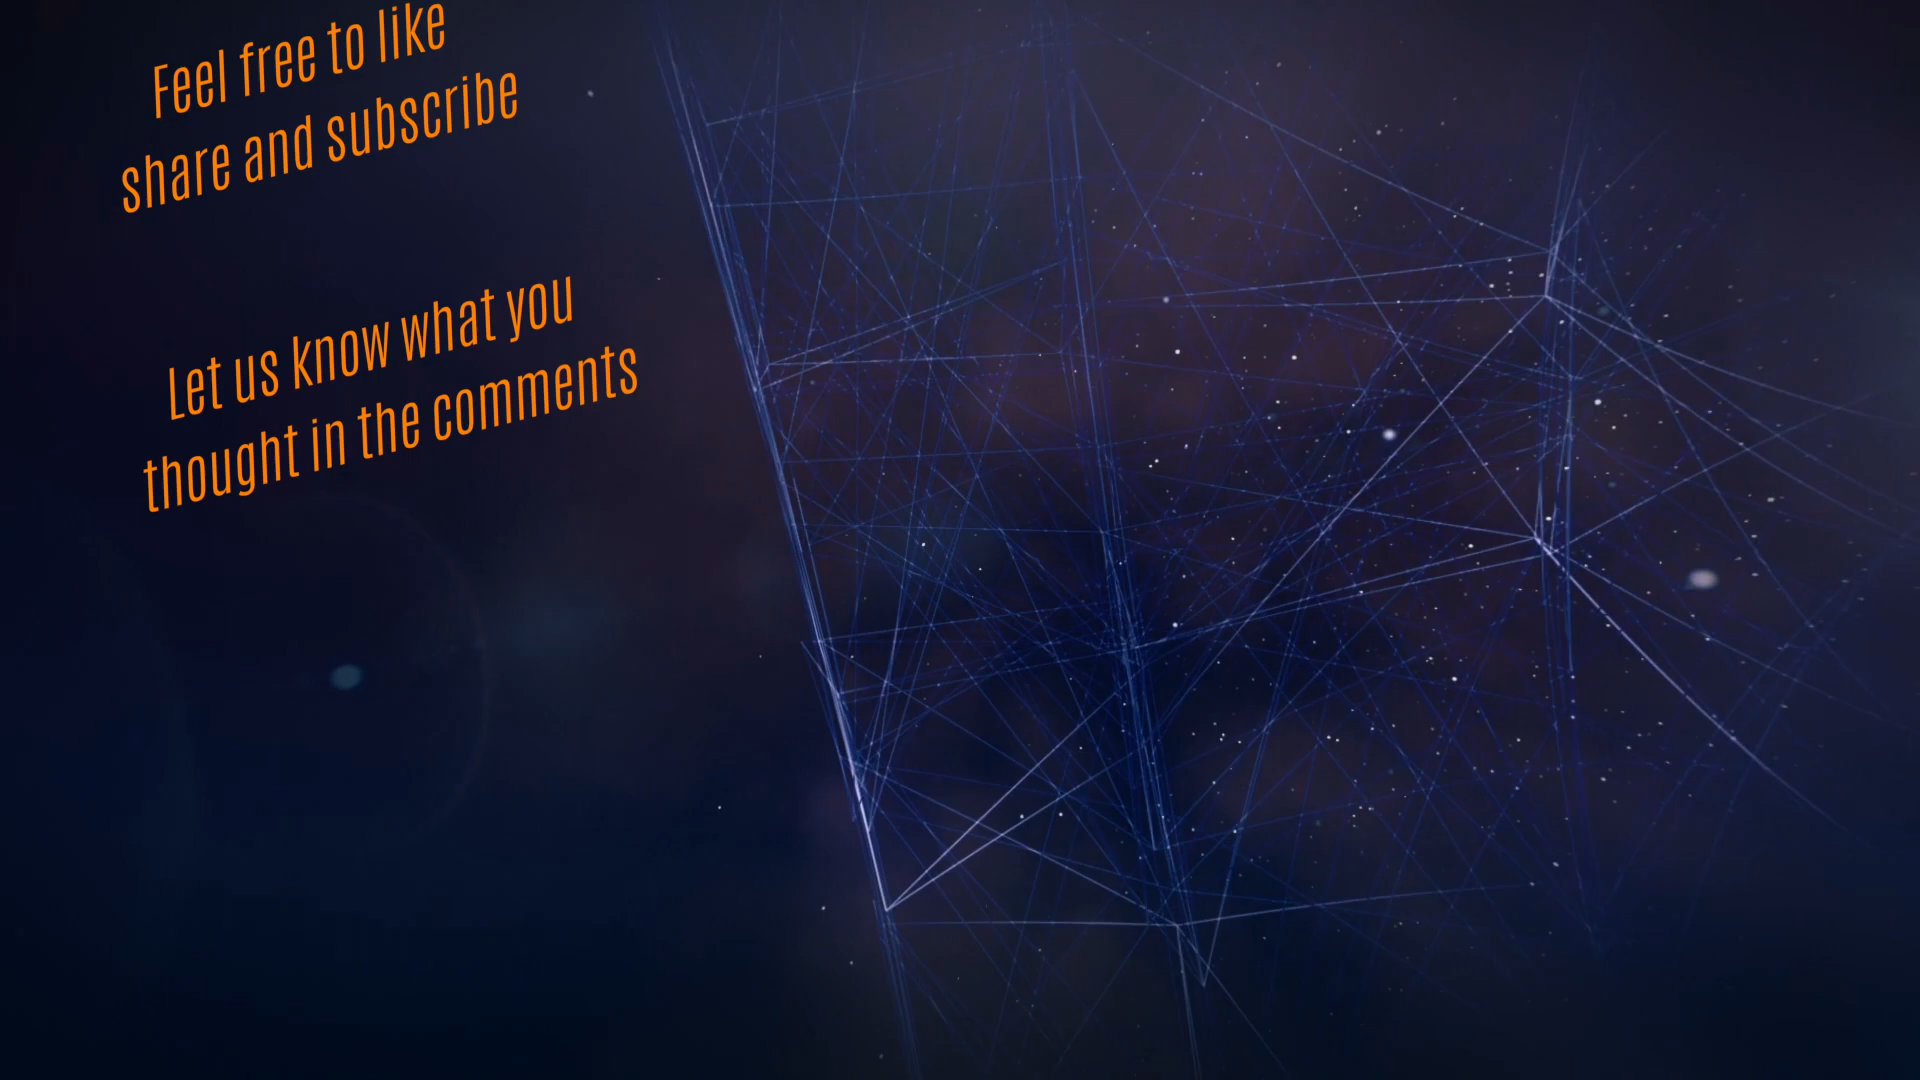 Feel free to like
share and subscribe
Let us know what you
thought in the comments